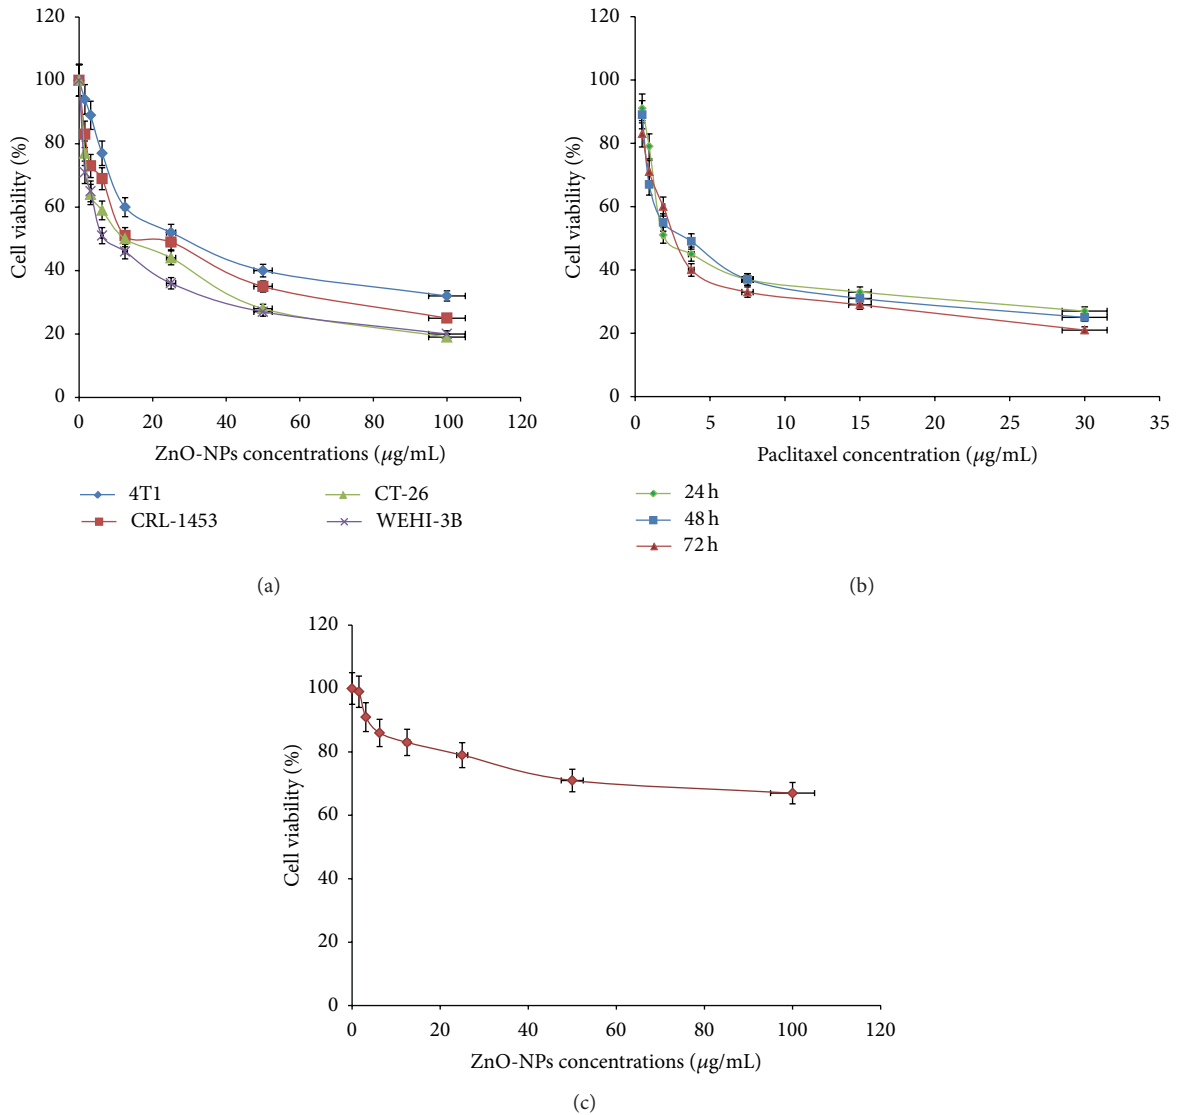 120
100
80
60
40
20
0
Cell viability (%)
0 20 40 60 80 100 120
ZnO-NPs concentrations (μg/mL)
4T1 CT-26
CRL-1453 WEHI-3B
(a)
120
100
80
60
40
20
0
Cell viability (%)
0 5 10 15 20 25 30 35
Paclitaxel concentration (μg/mL)
24 h
48 h
72 h
(b)
120
100
80
60
40
20
0
Cell viability (%)
0 20 40 60 80 100 120
ZnO-NPs concentrations (μg/mL)
(c)